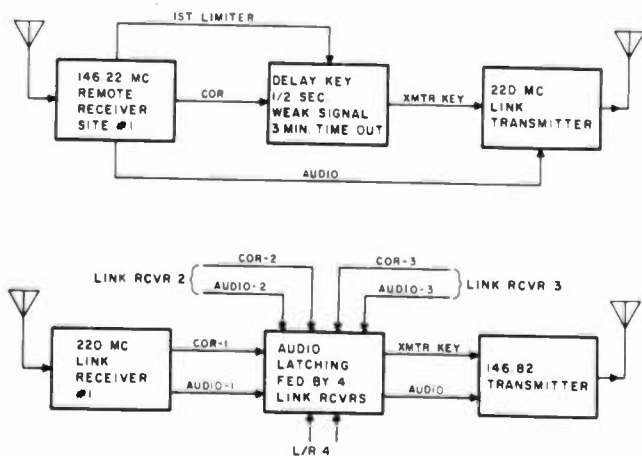 1ST LIMITER
146.22 MC
REMOTE
RECEIVER
SITE #1
COR
DELAY KEY
1/2 SEC
WEAK SIGNAL
3 MIN. TIME OUT
XMTR KEY
220 MC
LINK
TRANSMITTER
AUDIO
LINK RCVR 2
COR-2
AUDIO-2
COR-3
AUDIO-3
LINK RCVR 3
220 MC
LINK
RECEIVER
#1
COR-1
AUDIO-1
AUDIO
LATCHING
FED BY 4
LINK RCVRS
XMTR KEY
AUDIO
146.82
TRANSMITTER
L/R 4